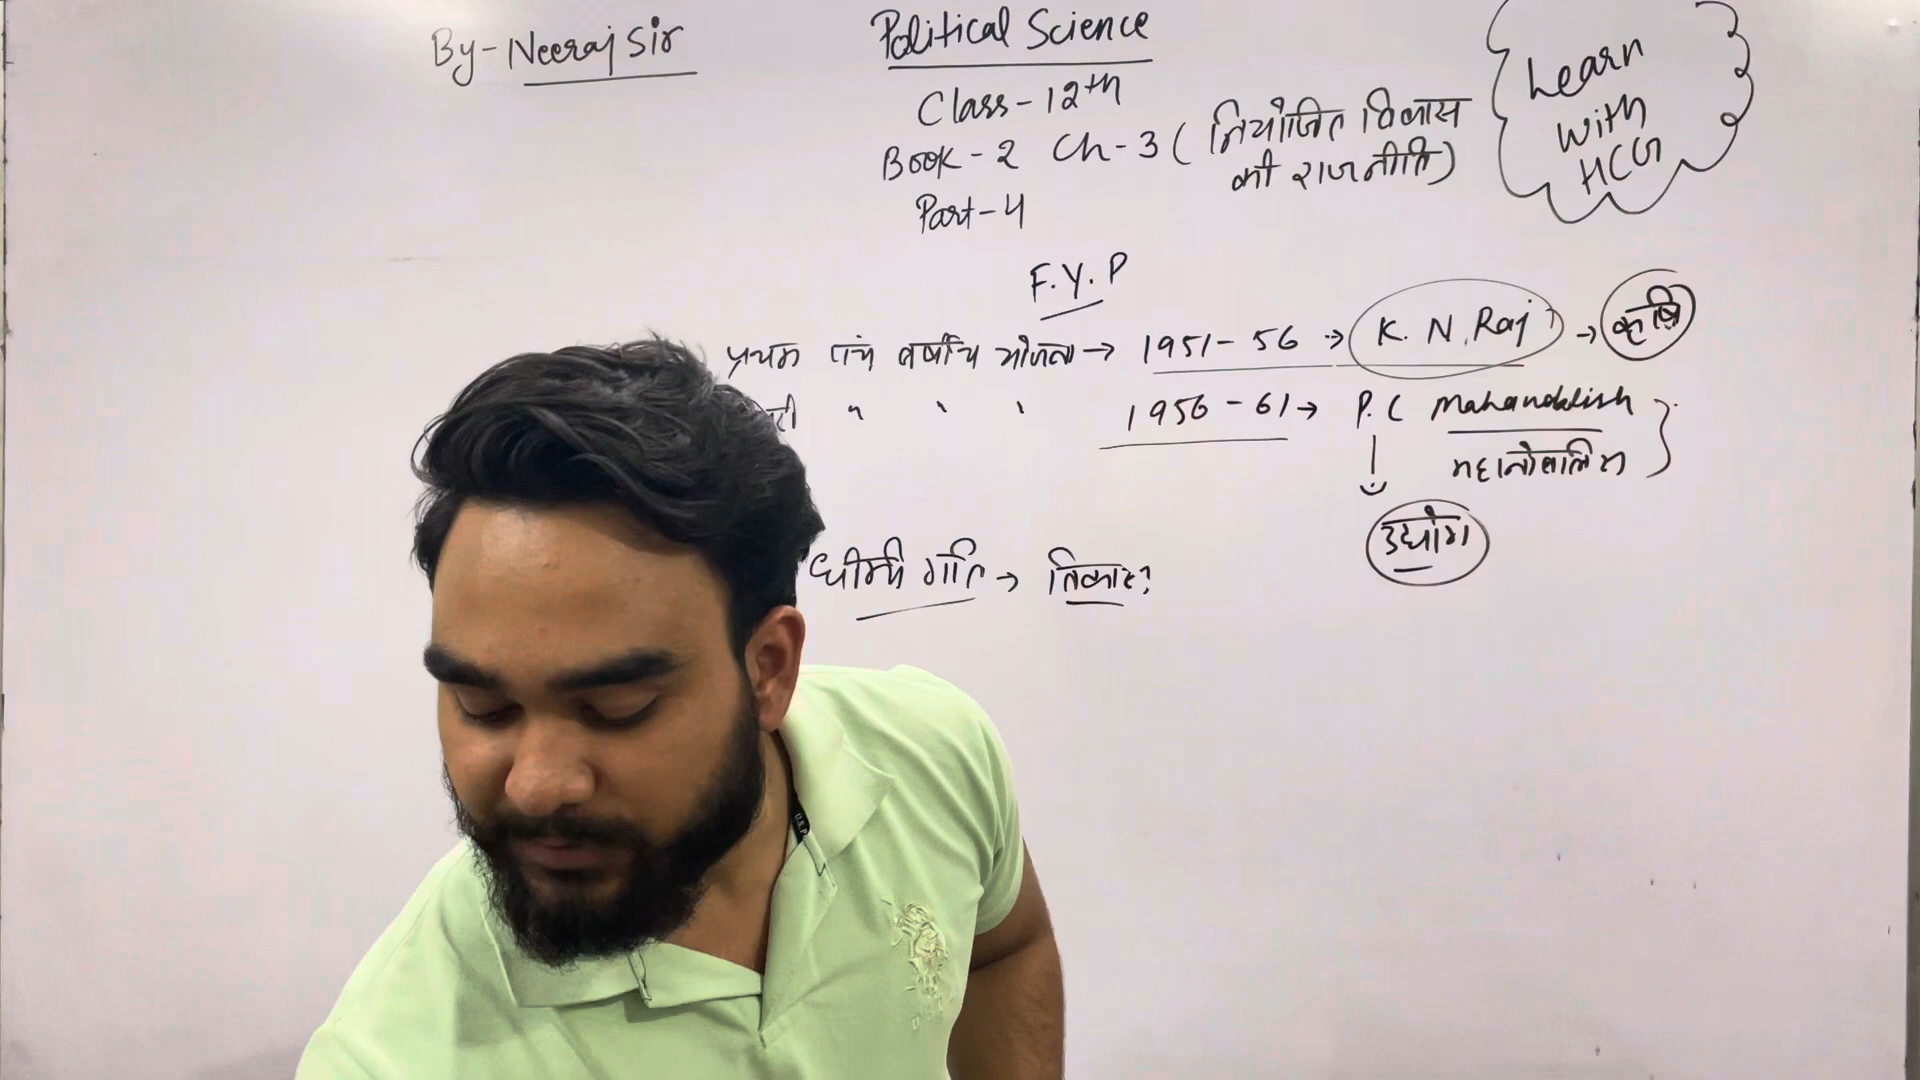 By- Neeraj Sir
Political Science
Class - 12th
Book - 2 Ch - 3 ( नियोजित विकास
की राजनीति)
Part - 4
Learn
with
HCG
F.Y.P
प्रथम पंच वर्षीय योजना → 1951 - 56 → K. N. Raj → कृषि
" " " 1956 - 61 → P. C Mahanoblish
महानोबालिस
उद्योग
धीमी गति →